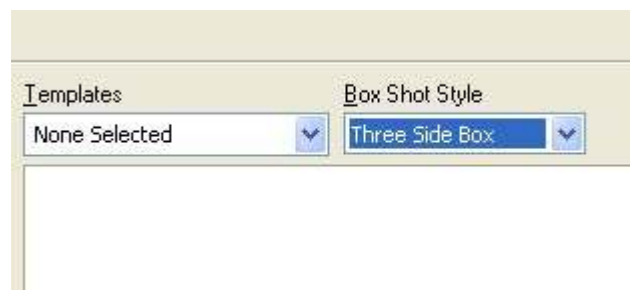 Templates
Box Shot Style
None Selected
Three Side Box